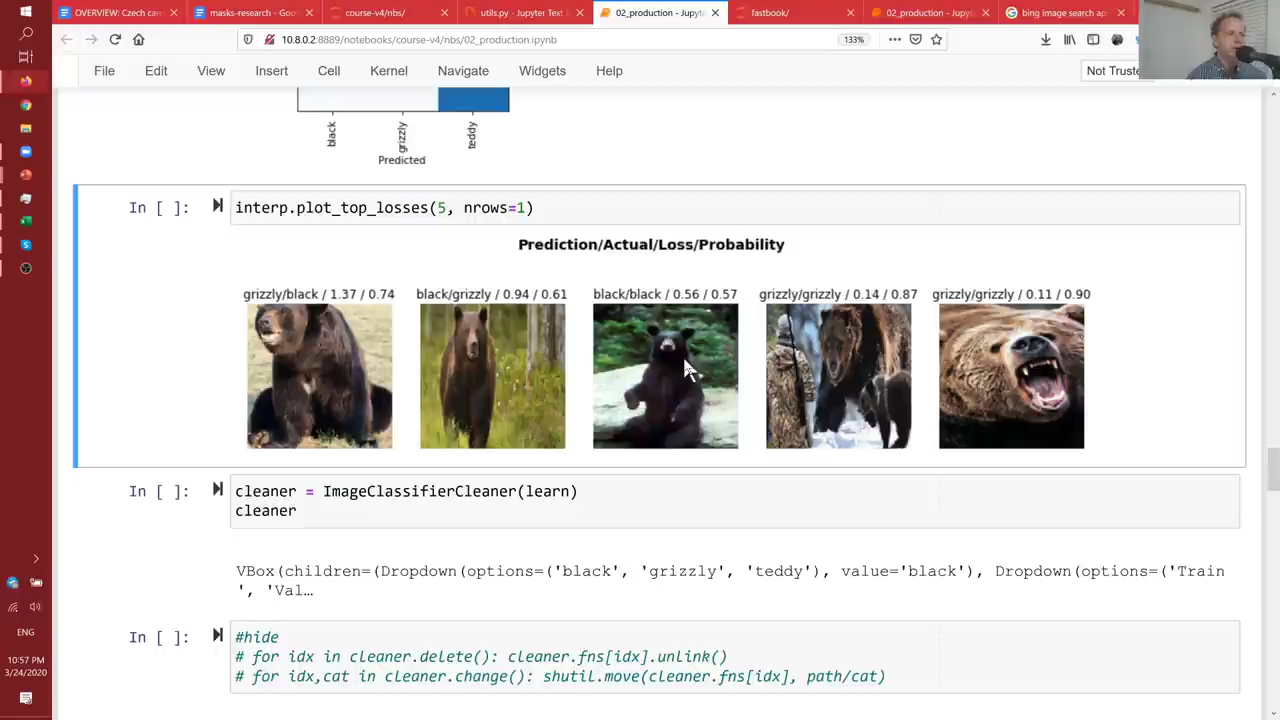 OVERVIEW: Czech can
masks-research - Goo
course-v4/nbs/
utils.py - Jupyter Text
02_production - Jupyt
fastbook/
02_production - Jupyt
bing image search ap
10.8.0.2:8889/notebooks/course-v4/nbs/02_production.ipynb
133%
File Edit View Insert Cell Kernel Navigate Widgets Help
Not Truste
black
grizzly
teddy
Predicted
In [ ]:
interp.plot_top_losses(5, nrows=1)
Prediction/Actual/Loss/Probability
grizzly/black / 1.37 / 0.74
black/grizzly / 0.94 / 0.61
black/black / 0.56 / 0.57
grizzly/grizzly / 0.14 / 0.87
grizzly/grizzly / 0.11 / 0.90
In [ ]:
cleaner = ImageClassifierCleaner(learn)
cleaner
VBox(children=(Dropdown(options=('black', 'grizzly', 'teddy'), value='black'), Dropdown(options=('Train
', 'Val…
In [ ]:
#hide
# for idx in cleaner.delete(): cleaner.fns[idx].unlink()
# for idx,cat in cleaner.change(): shutil.move(cleaner.fns[idx], path/cat)
ENG
10:57 PM
3/24/2020